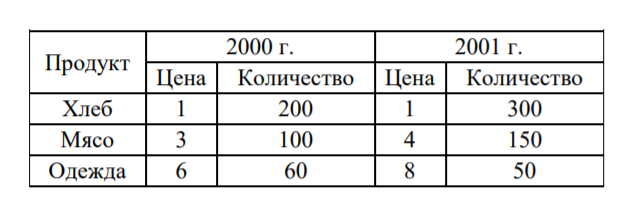 Продукт 2000 г. 2001 г.
Цена Количество Цена Количество
Хлеб 1 200 1 300
Мясо 3 100 4 150
Одежда 6 60 8 50